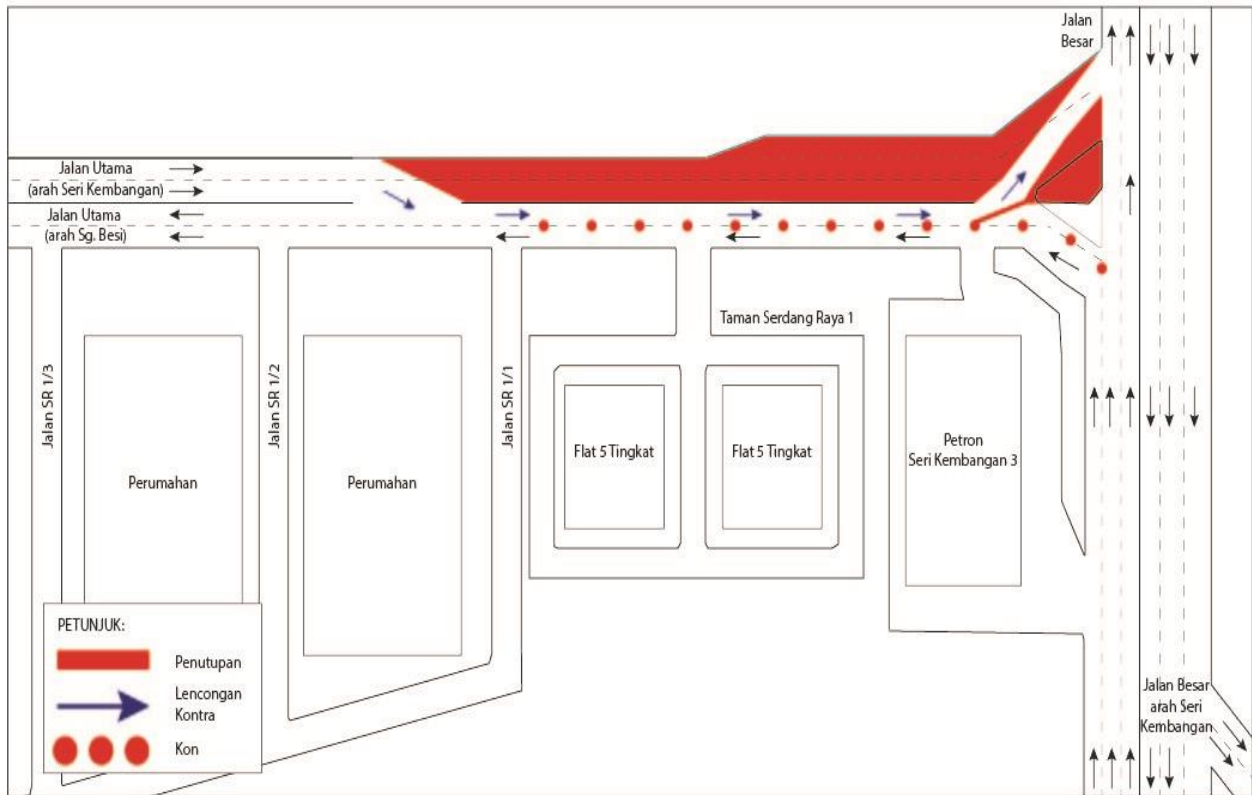 Jalan
Besar
Jalan Utama
(arah Seri Kembangan)
Jalan Utama
(arah Sg. Besi)
Taman Serdang Raya 1
Jalan SR 1/3
Jalan SR 1/2
Jalan SR 1/1
Perumahan
Perumahan
Flat 5 Tingkat
Flat 5 Tingkat
Petron
Seri Kembangan 3
PETUNJUK:
Penutupan
Lencongan
Kontra
Kon
Jalan Besar
arah Seri
Kembangan